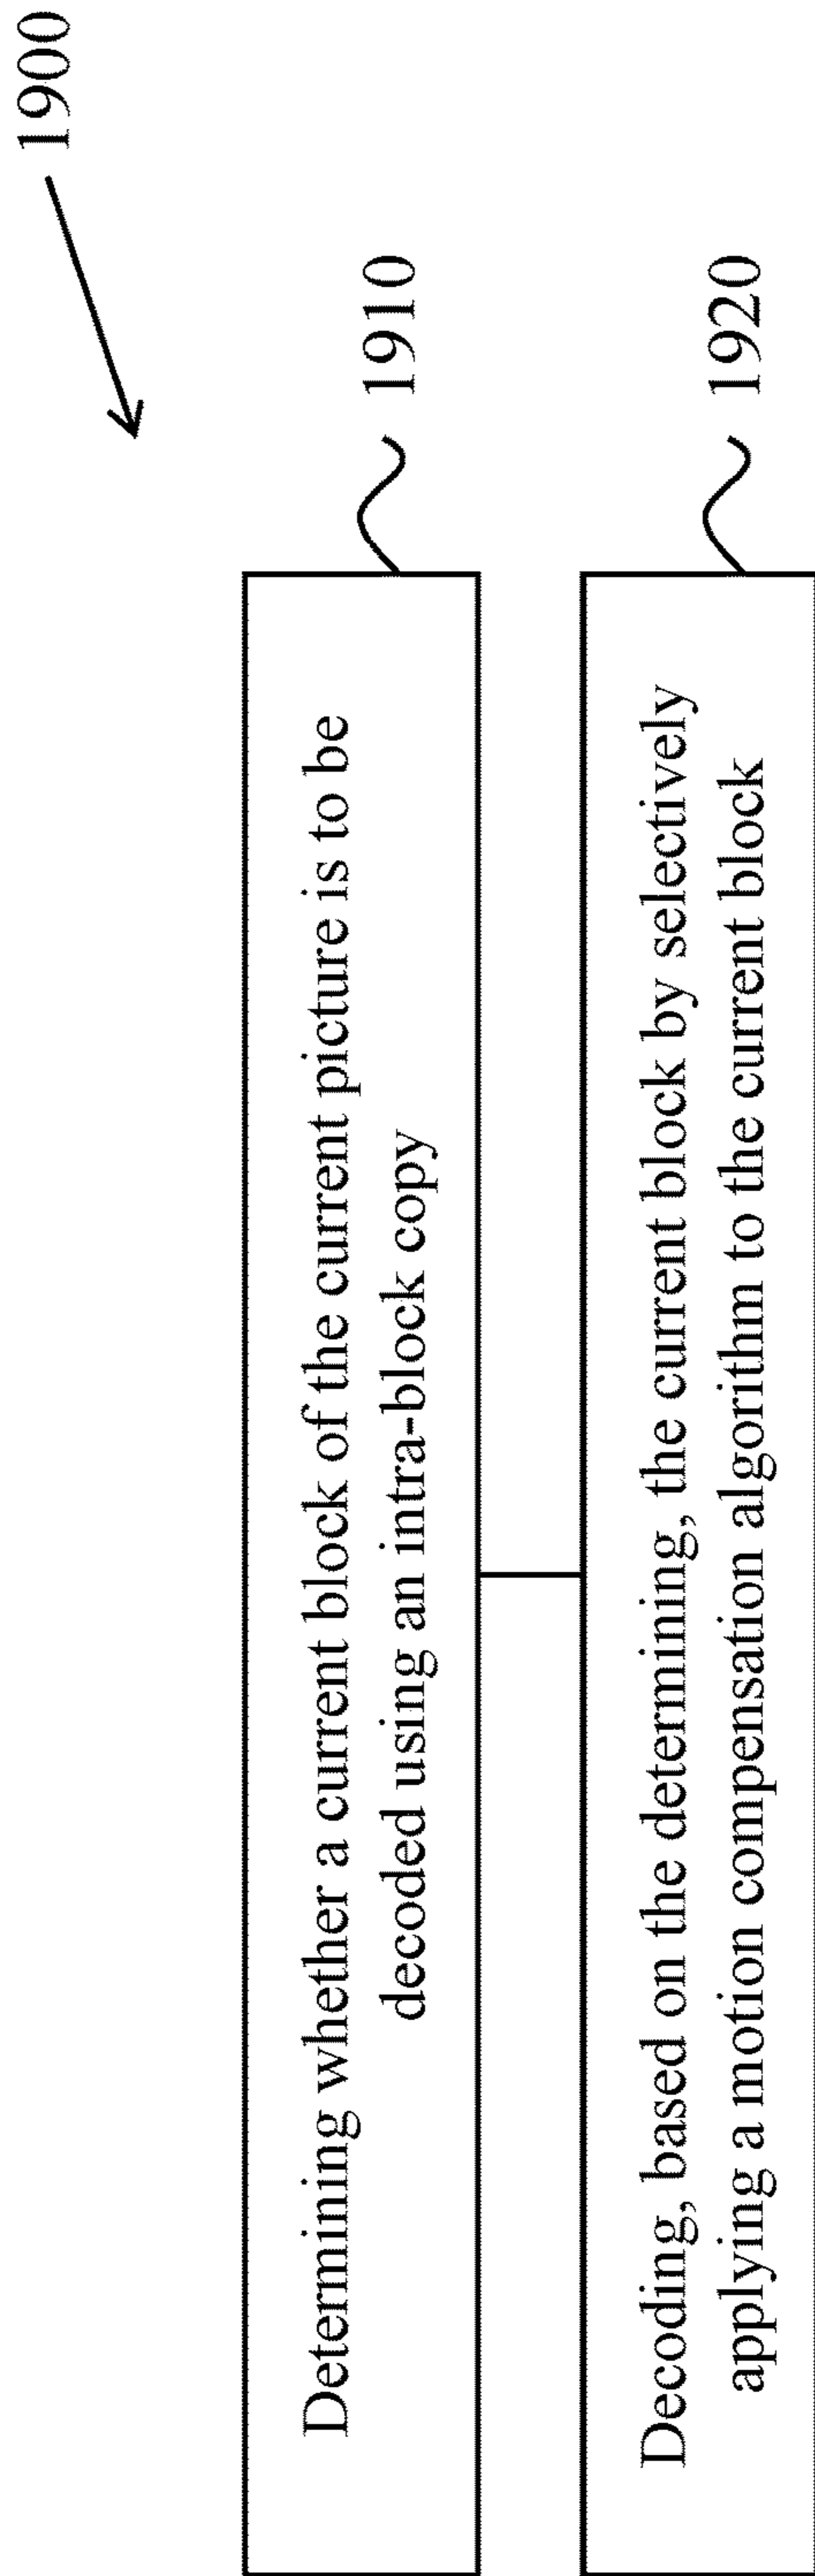 1900
Determining whether a current block of the current picture is to be
decoded using an intra-block copy
1910
Decoding, based on the determining, the current block by selectively
applying a motion compensation algorithm to the current block
1920